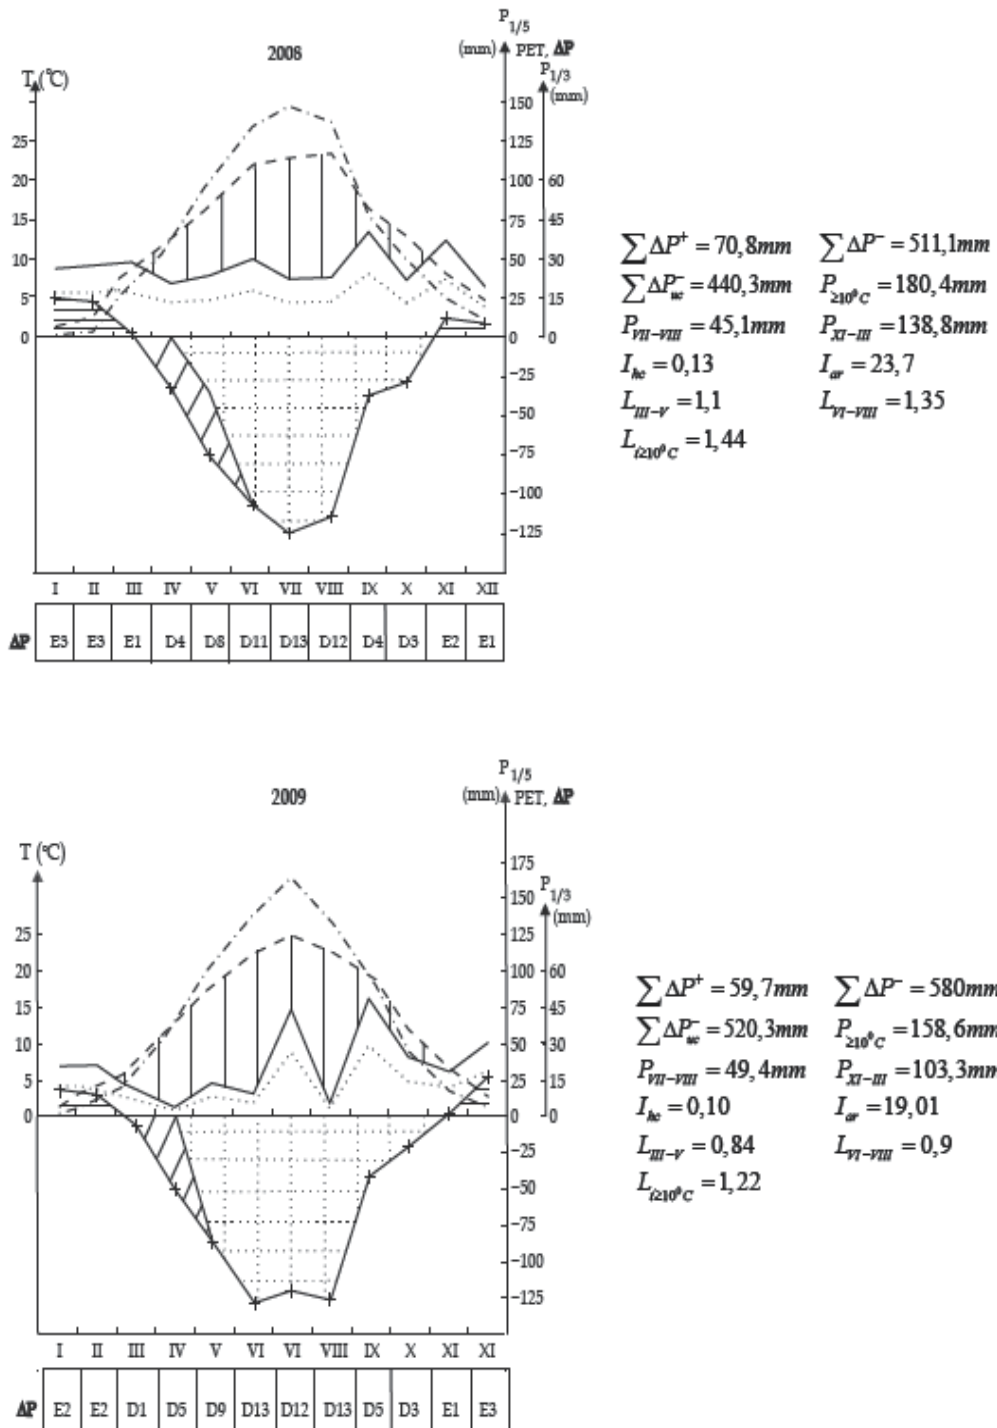 P1/5
2008
(mm) PET, ΔP
T (°C)
P1/3
(mm)
150
25 125
20 100 60
15 75 45
10 50 30
5 25 15
0 0 0
−25
−50
−75
−100
−125
I II III IV V VI VII VIII IX X XI XII
ΔP E3 E3 E1 D4 D8 D11 D13 D12 D4 D3 E2 E1
∑ΔP⁺ = 70,8mm ∑ΔP⁻ = 511,1mm
∑ΔP⁻uc = 440,3mm P≥10⁰C = 180,4mm
PVII−VIII = 45,1mm PXI−III = 138,8mm
Ihc = 0,13 Iar = 23,7
LIII−V = 1,1 LVI−VIII = 1,35
Lt≥10⁰C = 1,44
P1/5
2009
(mm) PET, ΔP
T (°C)
175
P1/3
150
(mm)
25 125
20 100 60
15 75 45
10 50 30
5 25 15
0 0 0
−25
−50
−75
−100
−125
I II III IV V VI VI VIII IX X XI XI
ΔP E2 E2 D1 D5 D9 D13 D12 D13 D5 D3 E1 E3
∑ΔP⁺ = 59,7mm ∑ΔP⁻ = 580mm
∑ΔP⁻uc = 520,3mm P≥10⁰C = 158,6mm
PVII−VIII = 49,4mm PXI−III = 103,3mm
Ihc = 0,10 Iar = 19,01
LIII−V = 0,84 LVI−VIII = 0,9
Lt≥10⁰C = 1,22